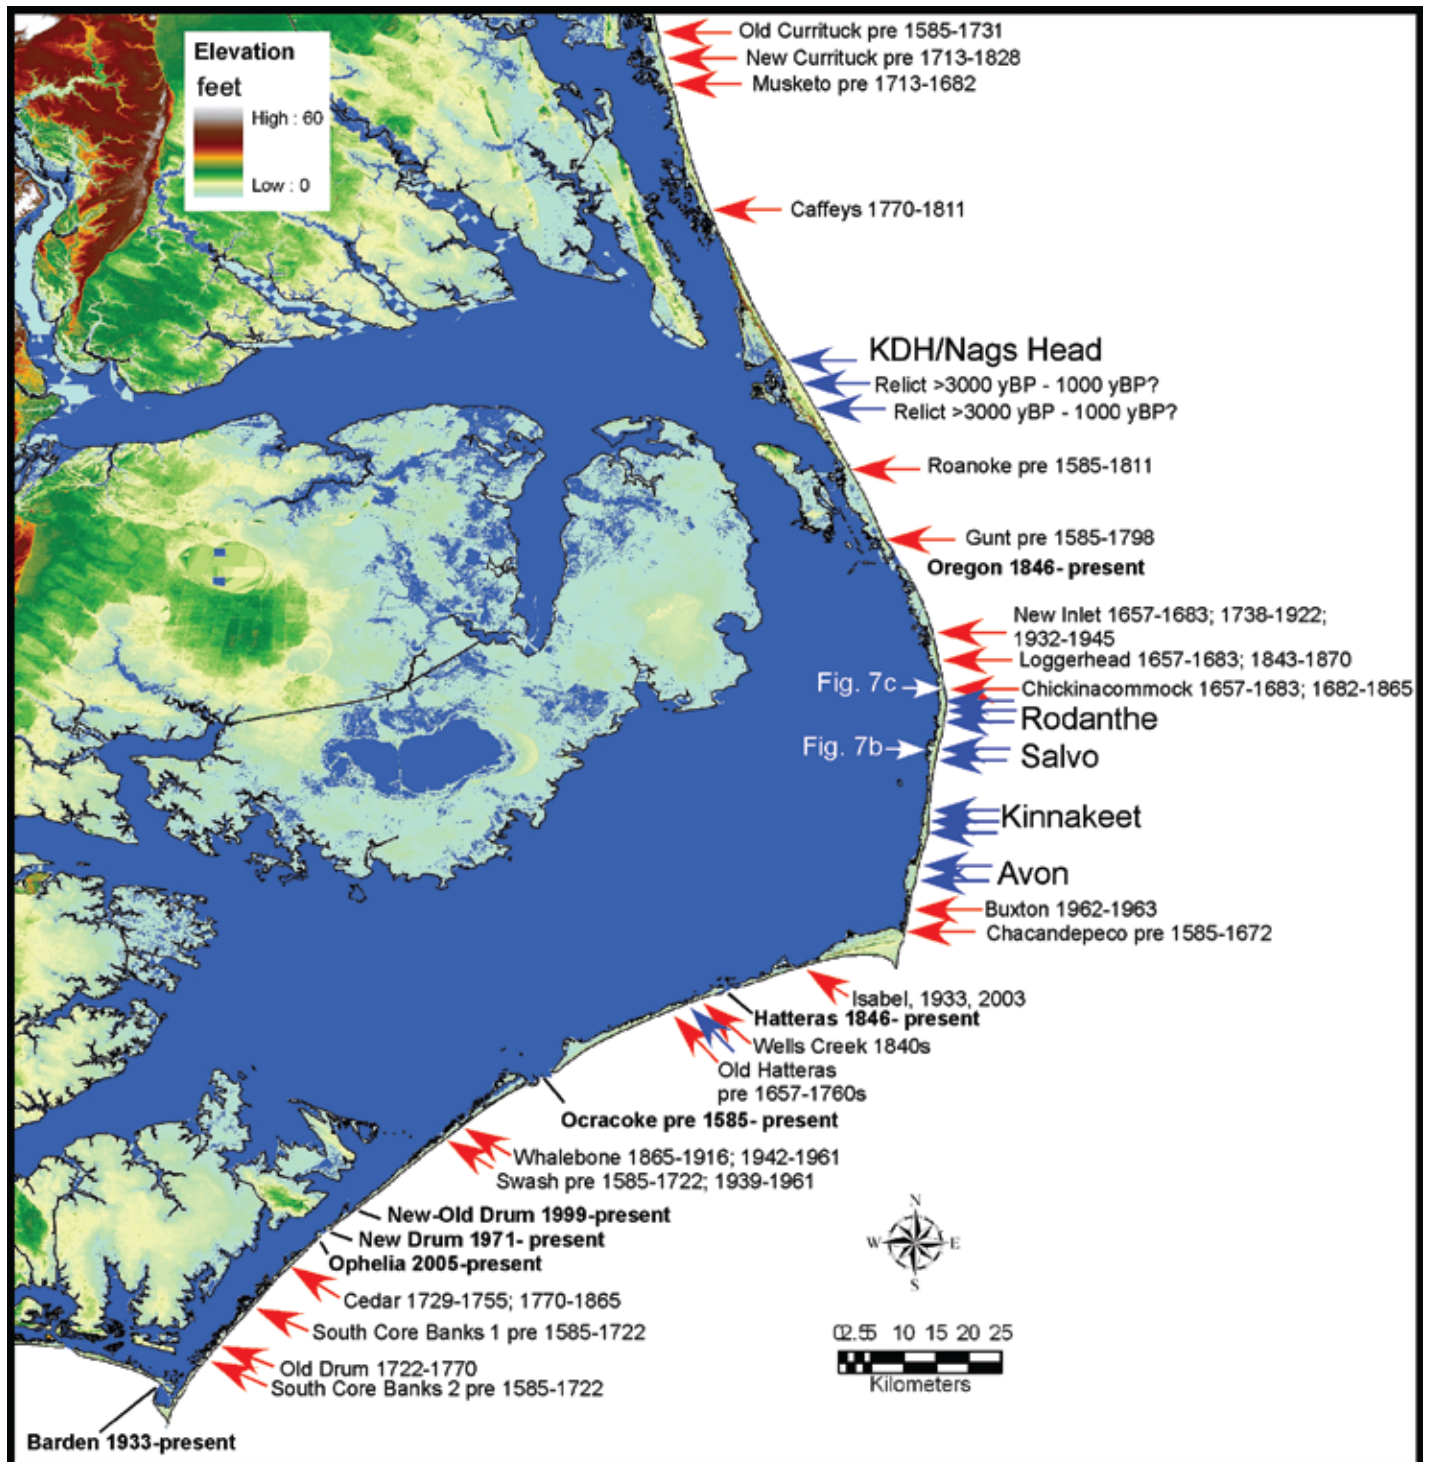 Elevation
feet
High : 60
Low : 0
Old Currituck pre 1585-1731
New Currituck pre 1713-1828
Musketo pre 1713-1682
Caffeys 1770-1811
KDH/Nags Head
Relict >3000 yBP - 1000 yBP?
Relict >3000 yBP - 1000 yBP?
Roanoke pre 1585-1811
Gunt pre 1585-1798
Oregon 1846- present
New Inlet 1657-1683; 1738-1922;
1932-1945
Loggerhead 1657-1683; 1843-1870
Fig. 7c
Chickinacommock 1657-1683; 1682-1865
Rodanthe
Fig. 7b
Salvo
Kinnakeet
Avon
Buxton 1962-1963
Chacandepeco pre 1585-1672
Isabel, 1933, 2003
Hatteras 1846- present
Wells Creek 1840s
Old Hatteras
pre 1657-1760s
Ocracoke pre 1585- present
Whalebone 1865-1916; 1942-1961
Swash pre 1585-1722; 1939-1961
New-Old Drum 1999-present
New Drum 1971- present
Ophelia 2005-present
Cedar 1729-1755; 1770-1865
South Core Banks 1 pre 1585-1722
Old Drum 1722-1770
South Core Banks 2 pre 1585-1722
Barden 1933-present
N
W E
S
0 2.5 5 10 15 20 25
Kilometers